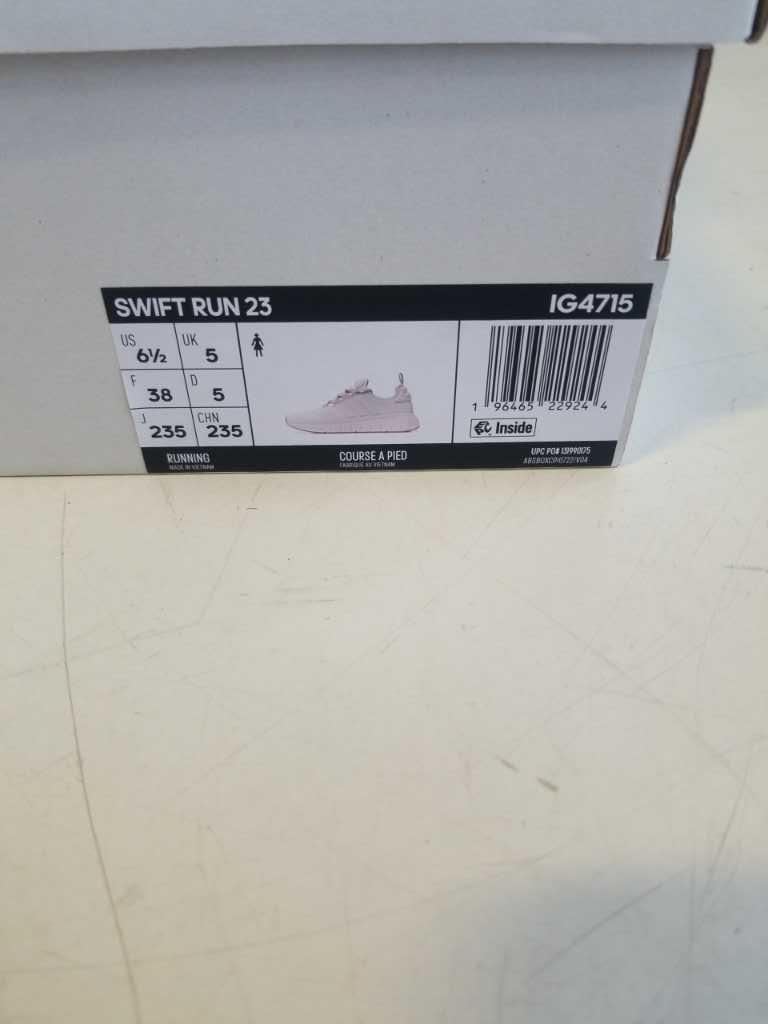 SWIFT RUN 23 IG4715
US UK
6½ 5
F D
38 5
J CHN
235 235
1 96465 22924 4
Inside
RUNNING COURSE A PIED UPC PO# 0131990175
MADE IN VIETNAM FABRIQUE AU VIETNAM